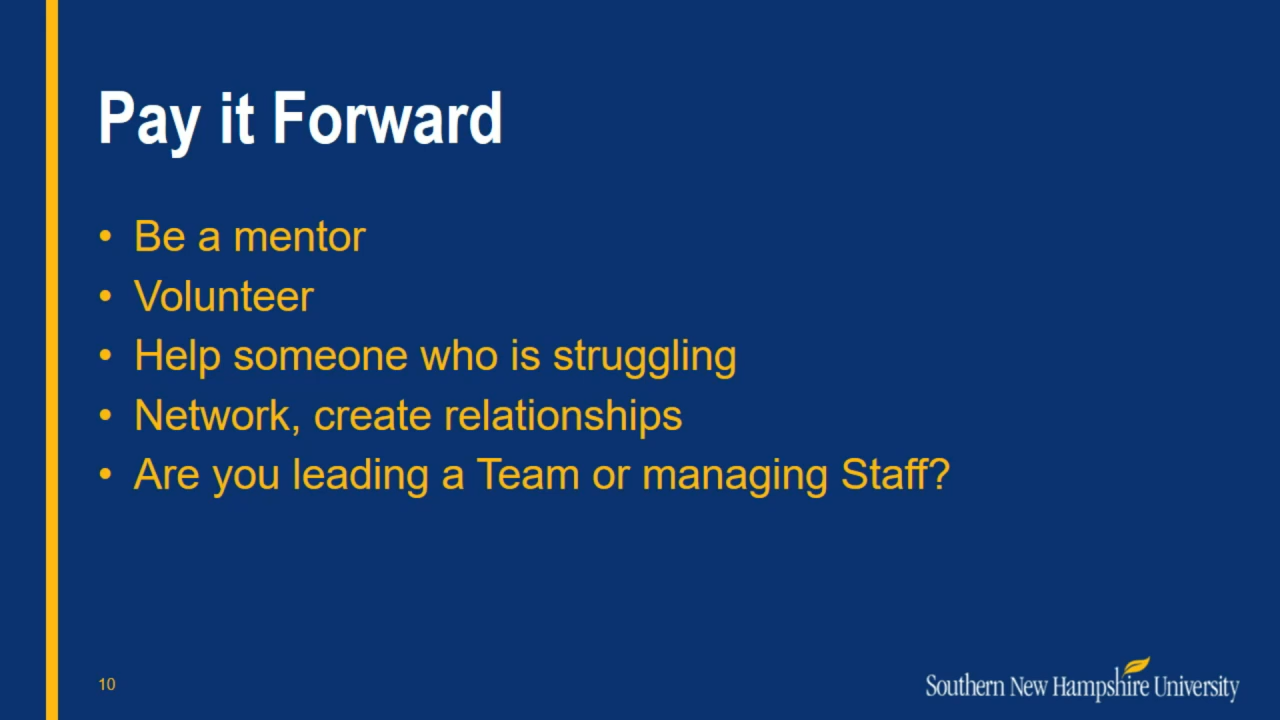 Pay it Forward
• Be a mentor
• Volunteer
• Help someone who is struggling
• Network, create relationships
• Are you leading a Team or managing Staff?
10
Southern New Hampshire University